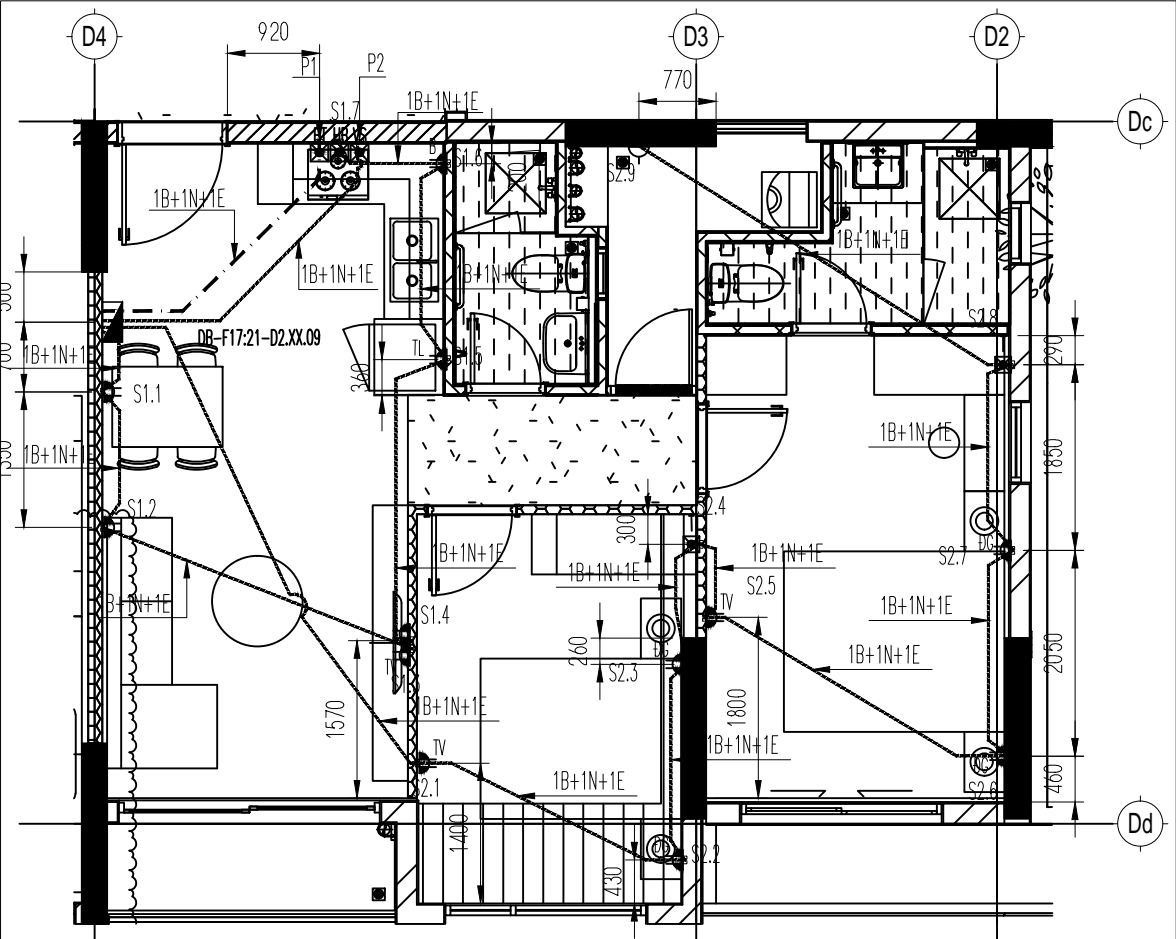 D4
D3
D2
920
P1
P2
770
S1.7
1B+1N+1E
Dc
B
S1.6
S2.9
1B+1N+1E
1B+1N+1E
1B+1N+1E
1B+1N+1E
S2.8
DB-F17:21-D2.XX.09
1B+1N+1E
TL
S1.5
360
290
S1.1
1B+1N+1E
1B+1N+1E
1850
S1.2
2.4
300
1B+1N+1E
1B+1N+1E
ĐG
S2.7
1B+1N+1E
S2.5
TV
B+1N+1E
S1.4
1B+1N+1E
260
ĐG
S2.3
1B+1N+1E
2050
TV
1570
1800
B+1N+1E
1B+1N+1E
TV
S2.1
1B+1N+1E
S2.6
460
1400
S2.2
430
Dd